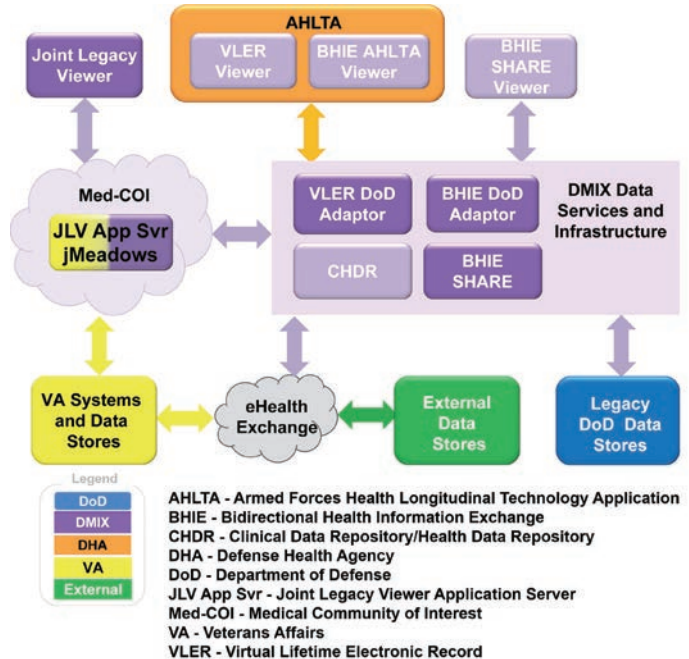 AHLTA
Joint Legacy
Viewer
VLER
Viewer
BHIE AHLTA
Viewer
BHIE
SHARE
Viewer
Med-COI
JLV App Svr
jMeadows
VLER DoD
Adaptor
BHIE DoD
Adaptor
DMIX Data
Services and
Infrastructure
CHDR
BHIE
SHARE
VA Systems
and Data
Stores
eHealth
Exchange
External
Data
Stores
Legacy
DoD Data
Stores
Legend
DoD
DMIX
DHA
VA
External
AHLTA - Armed Forces Health Longitudinal Technology Application
BHIE - Bidirectional Health Information Exchange
CHDR - Clinical Data Repository/Health Data Repository
DHA - Defense Health Agency
DoD - Department of Defense
JLV App Svr - Joint Legacy Viewer Application Server
Med-COI - Medical Community of Interest
VA - Veterans Affairs
VLER - Virtual Lifetime Electronic Record